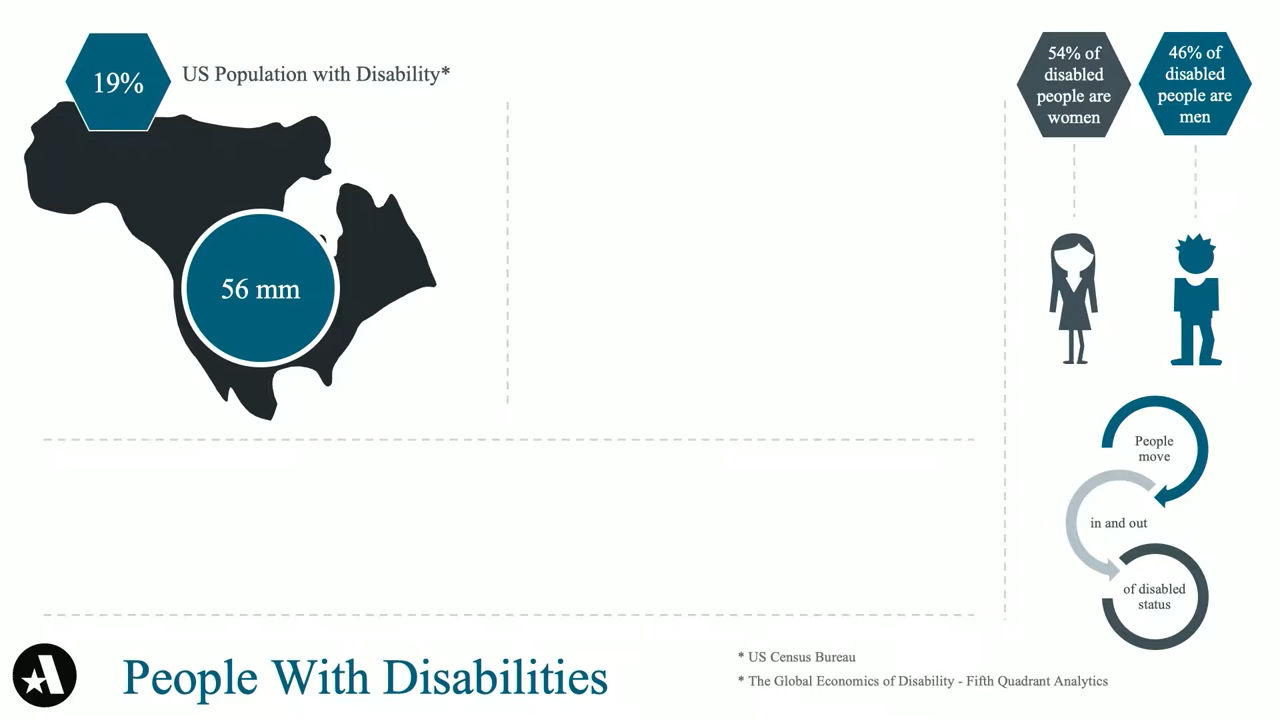 19%
US Population with Disability*
56 mm
54% of
disabled
people are
women
46% of
disabled
people are
men
People
move
in and out
of disabled
status
People With Disabilities
* US Census Bureau
* The Global Economics of Disability - Fifth Quadrant Analytics